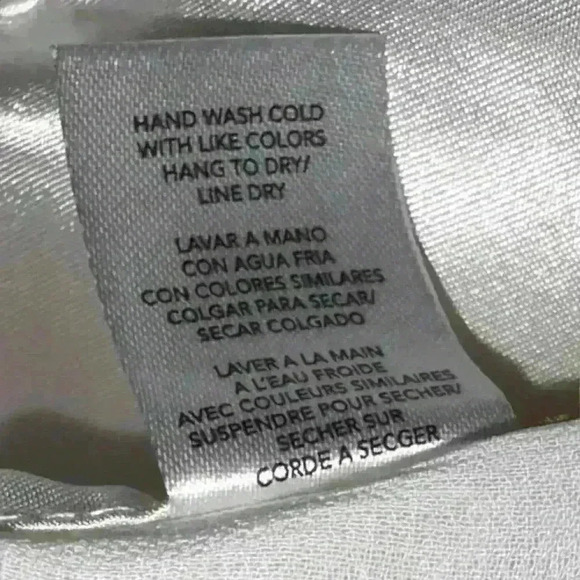 HAND WASH COLD
WITH LIKE COLORS
HANG TO DRY/
LINE DRY
LAVAR A MANO
CON AGUA FRIA
CON COLORES SIMILARES
COLGAR PARA SECAR/
SECAR COLGADO
LAVER A LA MAIN
A L'EAU FROIDE
AVEC COULEURS SIMILAIRES
SUSPENDRE POUR SECHER/
SECHER SUR
CORDE A SECGER